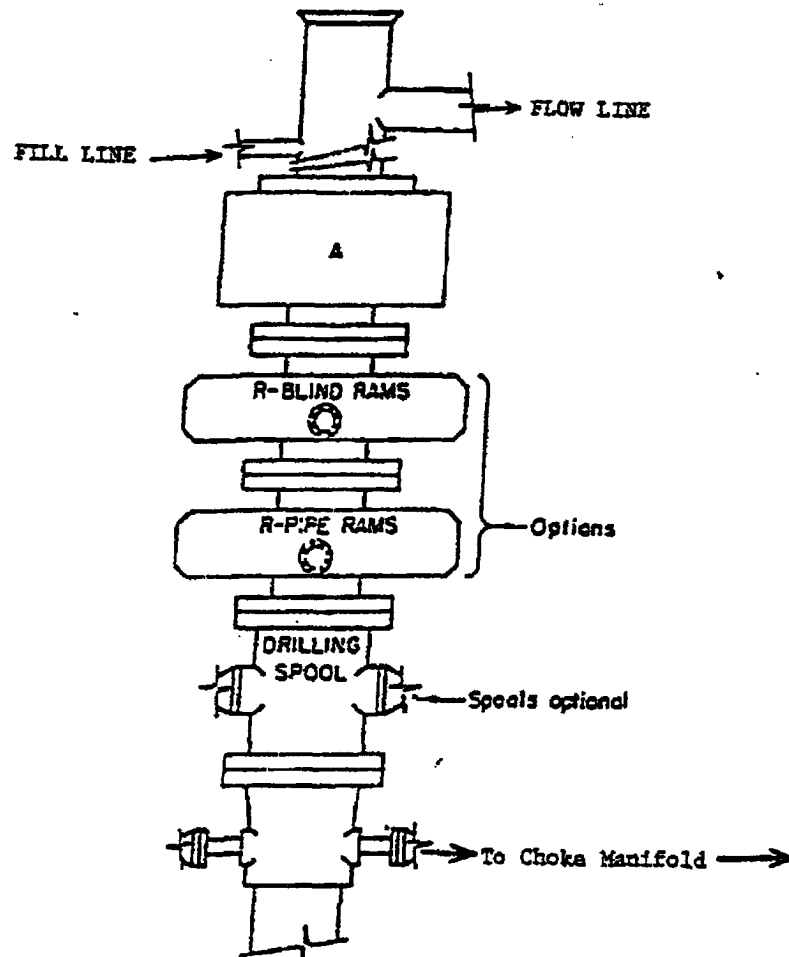 FLOW LINE
FILL LINE
A
R-BLIND RAMS
R-PIPE RAMS
Options
DRILLING
SPOOL
Spools optional
To Choke Manifold